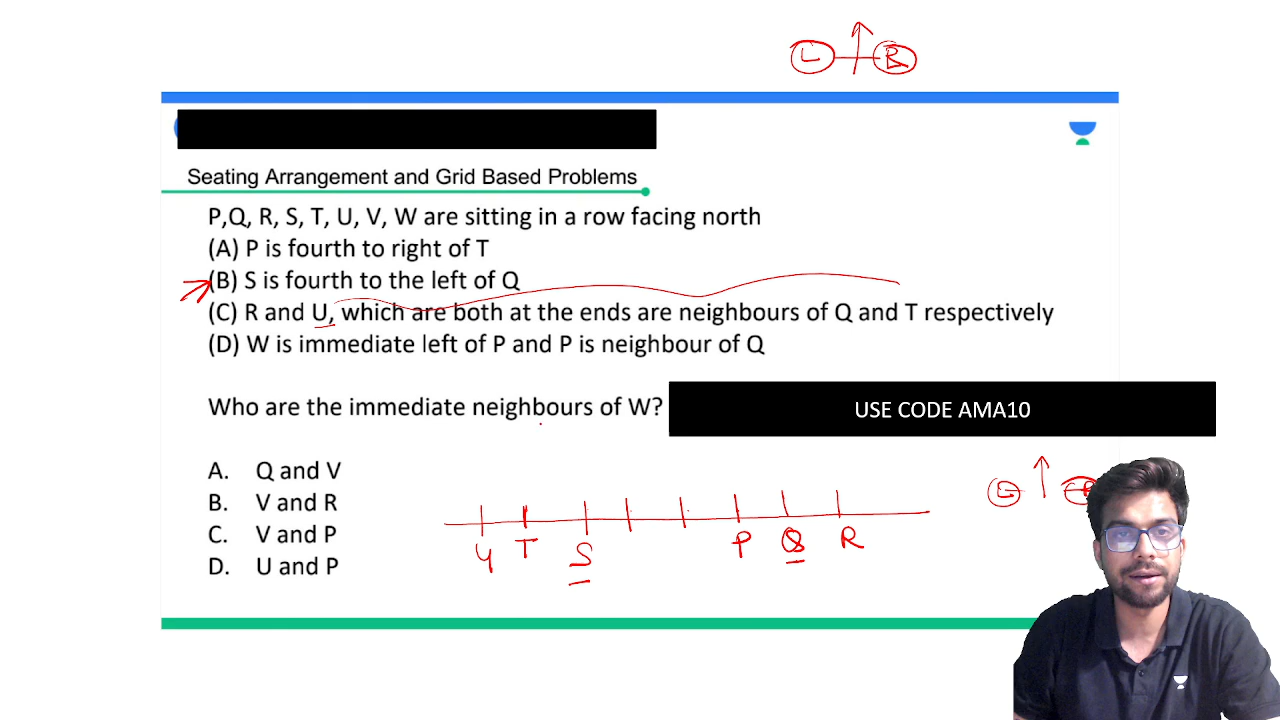 L R
Seating Arrangement and Grid Based Problems
P,Q, R, S, T, U, V, W are sitting in a row facing north
(A) P is fourth to right of T
(B) S is fourth to the left of Q
(C) R and U, which are both at the ends are neighbours of Q and T respectively
(D) W is immediate left of P and P is neighbour of Q
Who are the immediate neighbours of W?
USE CODE AMA10
A. Q and V
B. V and R
C. V and P
D. U and P
L
U T S P Q R